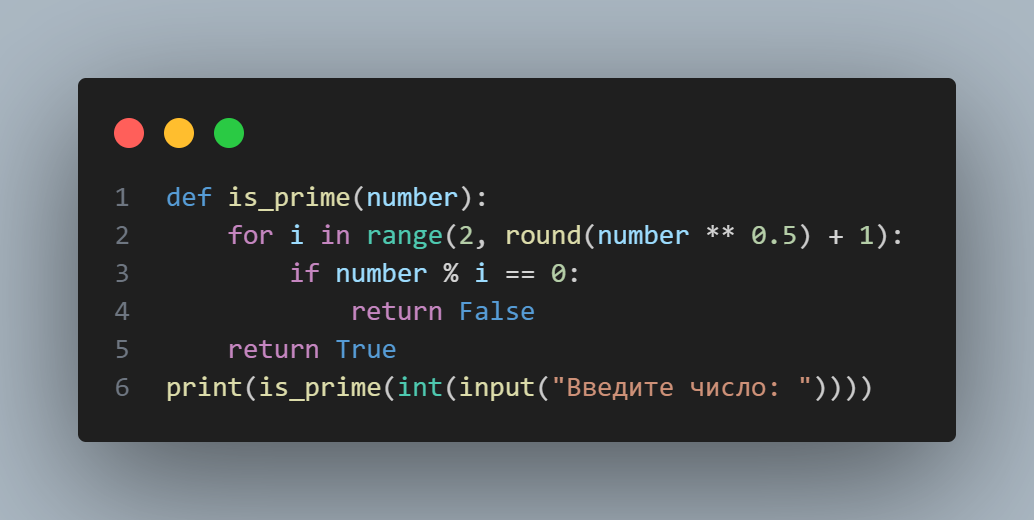 1 def is_prime(number):
2     for i in range(2, round(number ** 0.5) + 1):
3         if number % i == 0:
4             return False
5     return True
6 print(is_prime(int(input("Введите число: "))))